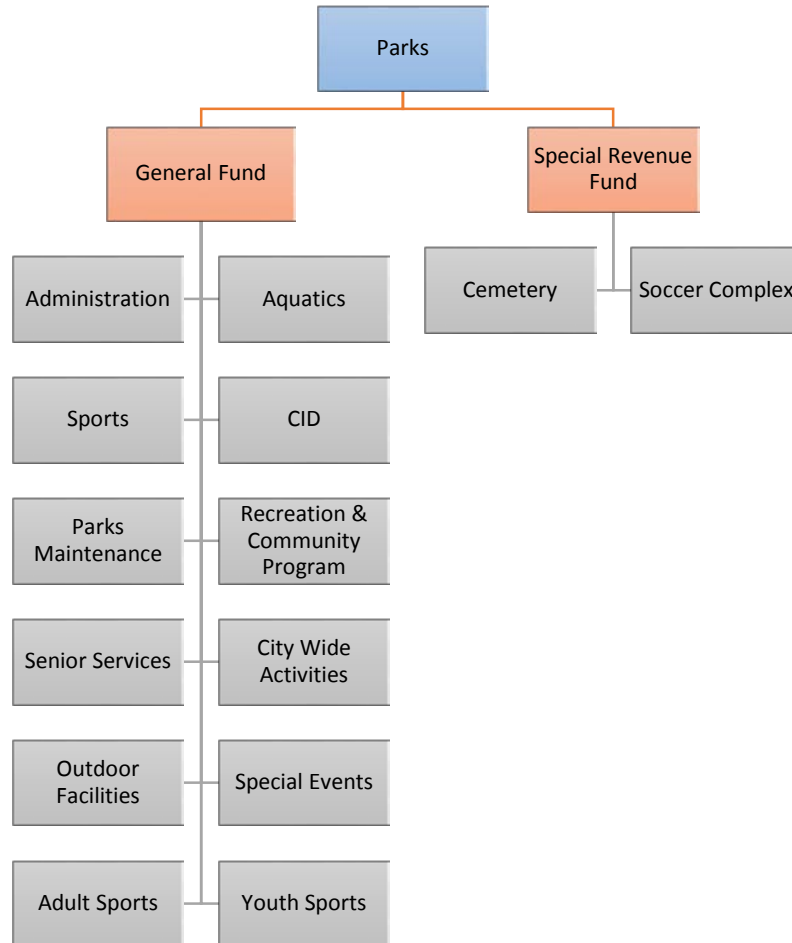 Parks
General Fund
Special Revenue
Fund
Administration
Aquatics
Cemetery
Soccer Complex
Sports
CID
Parks
Maintenance
Recreation &
Community
Program
Senior Services
City Wide
Activities
Outdoor
Facilities
Special Events
Adult Sports
Youth Sports